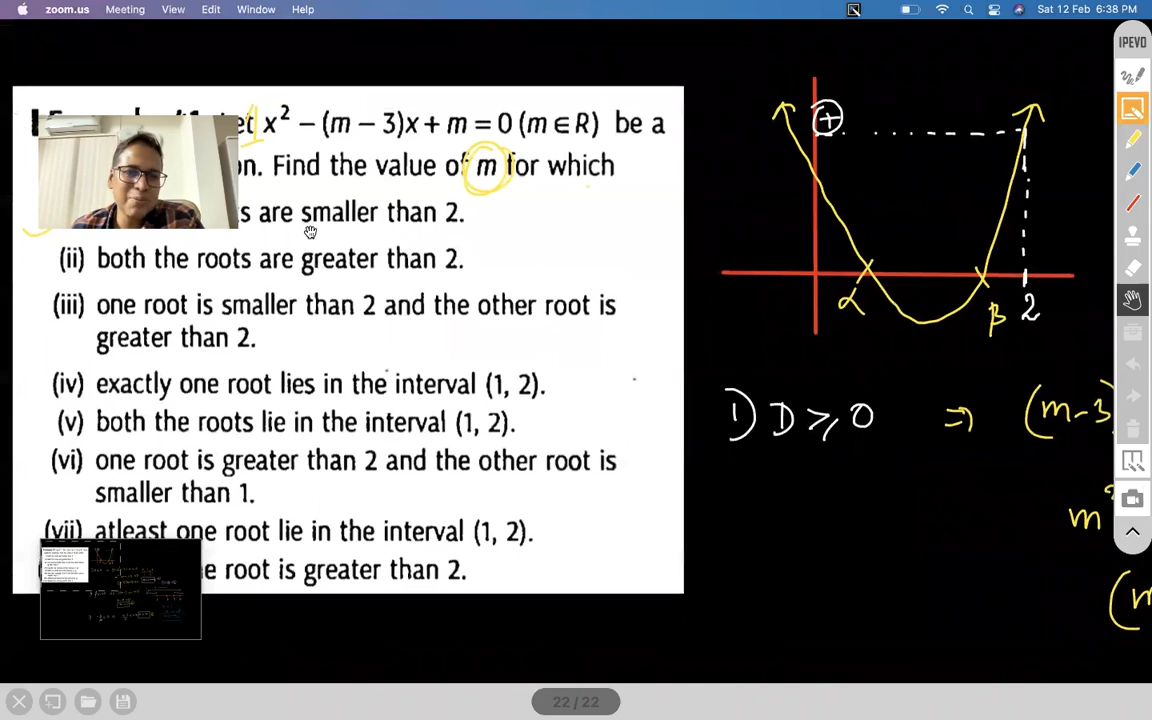 zoom.us Meeting View Edit Window Help Sat 12 Feb 6:38 PM
IPEVO
x² − (m − 3)x + m = 0 (m ∈ R) be a
1
n. Find the value of m for which
s are smaller than 2.
(ii) both the roots are greater than 2.
(iii) one root is smaller than 2 and the other root is
greater than 2.
(iv) exactly one root lies in the interval (1, 2).
(v) both the roots lie in the interval (1, 2).
(vi) one root is greater than 2 and the other root is
smaller than 1.
(vii) atleast one root lie in the interval (1, 2).
e root is greater than 2.
+
α β 2
1) D ⩾ 0 ⇒ (m-3)
m²
(m
22 / 22